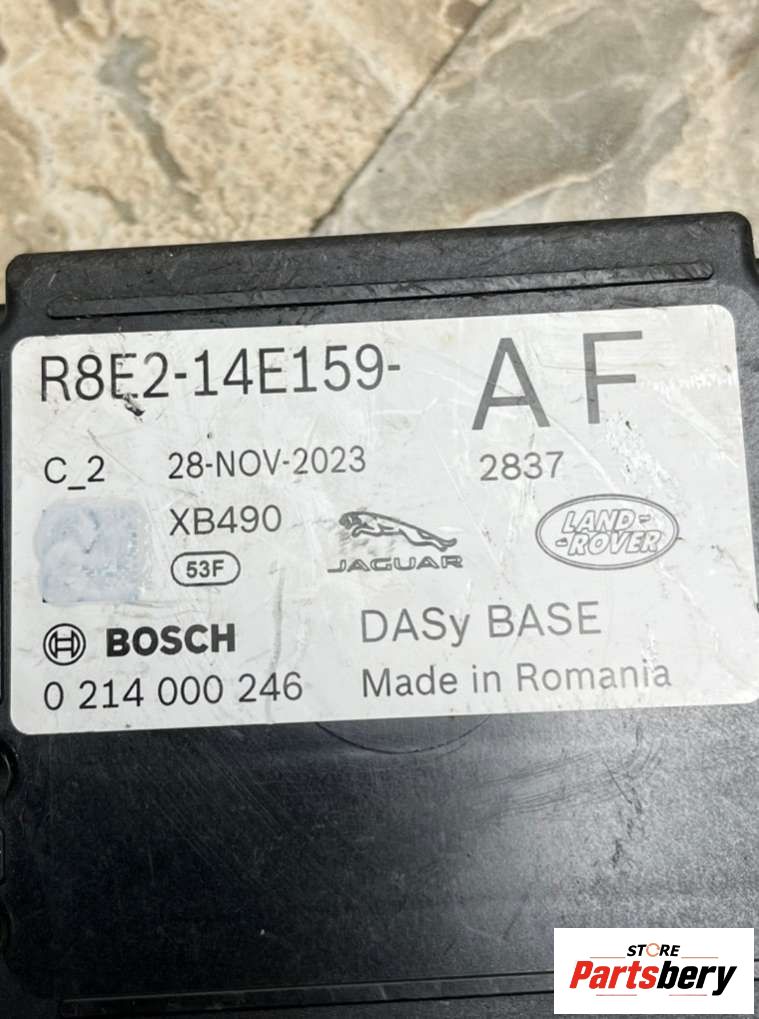 R8E2-14E159- AF
C_2 28-NOV-2023 2837
XB490
53F
JAGUAR
LAND-
-ROVER
BOSCH DASy BASE
0 214 000 246 Made in Romania
STORE
Partsbery